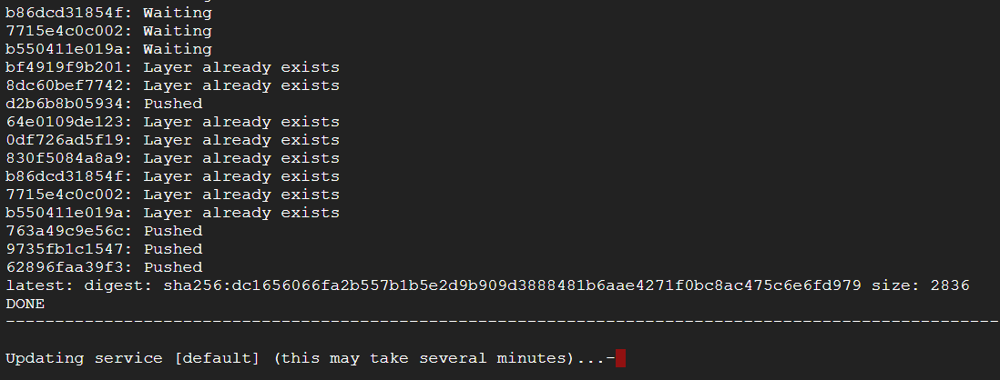 b86dcd31854f: Waiting
7715e4c0c002: Waiting
b550411e019a: Waiting
bf4919f9b201: Layer already exists
8dc60bef7742: Layer already exists
d2b6b8b05934: Pushed
64e0109de123: Layer already exists
0df726ad5f19: Layer already exists
830f5084a8a9: Layer already exists
b86dcd31854f: Layer already exists
7715e4c0c002: Layer already exists
b550411e019a: Layer already exists
763a49c9e56c: Pushed
9735fb1c1547: Pushed
62896faa39f3: Pushed
latest: digest: sha256:dc1656066fa2b557b1b5e2d9b909d3888481b6aae4271f0bc8ac475c6e6fd979 size: 2836
DONE
----------------------------------------------------------------------------------------------------
Updating service [default] (this may take several minutes)...-